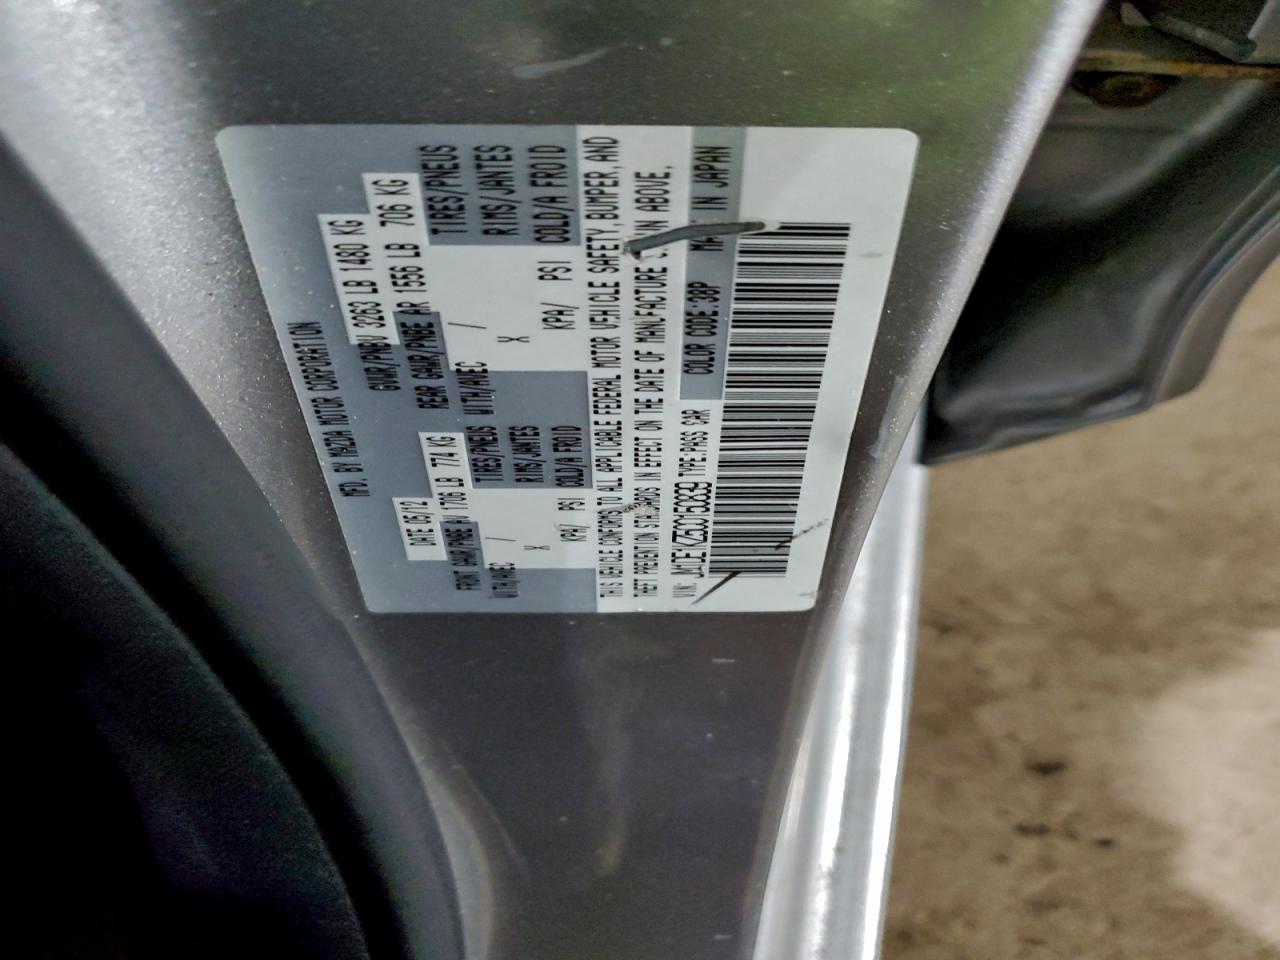 MFD. BY MAZDA MOTOR CORPORATION
DATE 05/12 GVWR/PNBV 3263 LB 1480 KG
FRONT GAWR/PNBE AV 1706 LB 774 KG REAR GAWR/PNBE AR 1556 LB 706 KG
WITH/AVEC / TIRES/PNEUS WITH/AVEC / TIRES/PNEUS
X RIMS/JANTES X RIMS/JANTES
KPA/ PSI COLD/A FROID KPA/ PSI COLD/A FROID
THIS VEHICLE CONFORMS TO ALL APPLICABLE FEDERAL MOTOR VEHICLE SAFETY, BUMPER, AND
THEFT PREVENTION STANDARDS IN EFFECT ON THE DATE OF MANUFACTURE SHOWN ABOVE.
VIN: JM1DE1KZ5C0150839 TYPE:PASS CAR COLOR CODE:38P MADE IN JAPAN